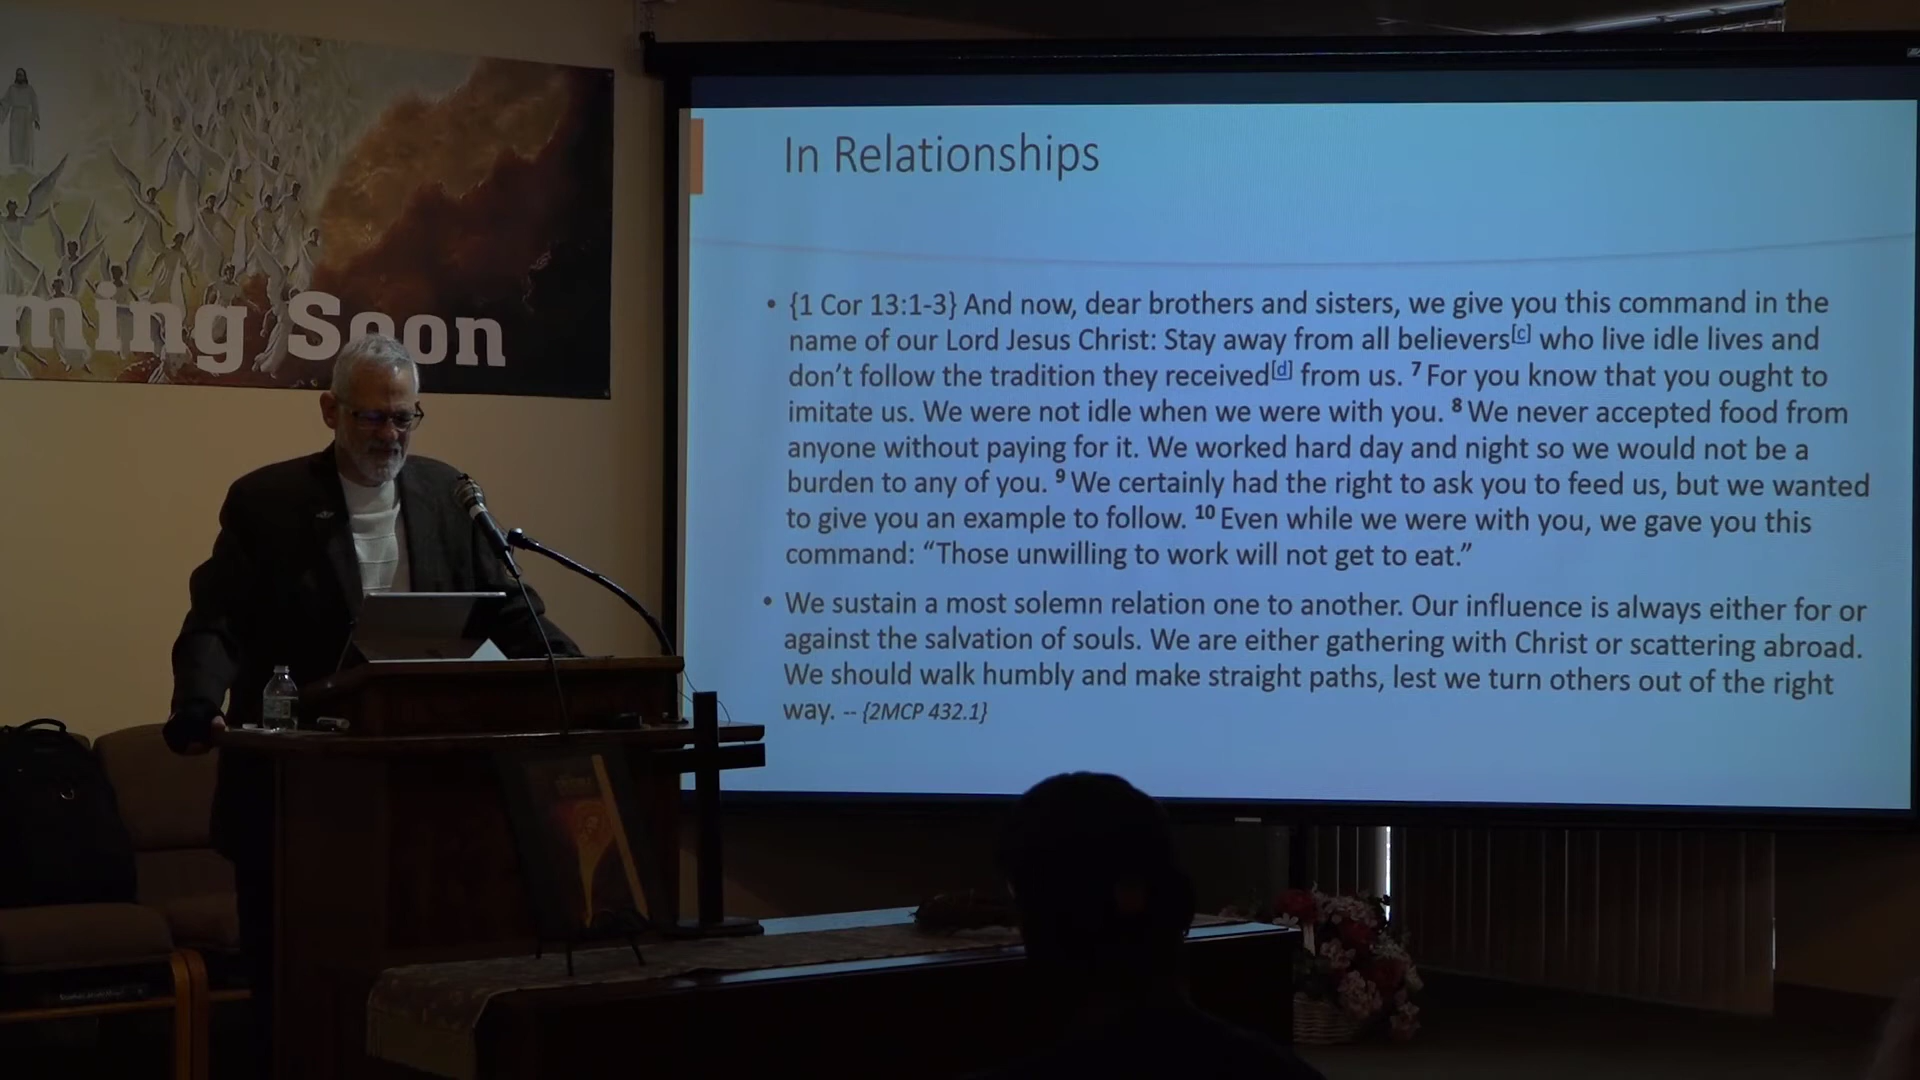 ming Soon
In Relationships
• {1 Cor 13:1-3} And now, dear brothers and sisters, we give you this command in the
name of our Lord Jesus Christ: Stay away from all believers[c] who live idle lives and
don’t follow the tradition they received[d] from us. 7 For you know that you ought to
imitate us. We were not idle when we were with you. 8 We never accepted food from
anyone without paying for it. We worked hard day and night so we would not be a
burden to any of you. 9 We certainly had the right to ask you to feed us, but we wanted
to give you an example to follow. 10 Even while we were with you, we gave you this
command: “Those unwilling to work will not get to eat.”
• We sustain a most solemn relation one to another. Our influence is always either for or
against the salvation of souls. We are either gathering with Christ or scattering abroad.
We should walk humbly and make straight paths, lest we turn others out of the right
way. -- {2MCP 432.1}